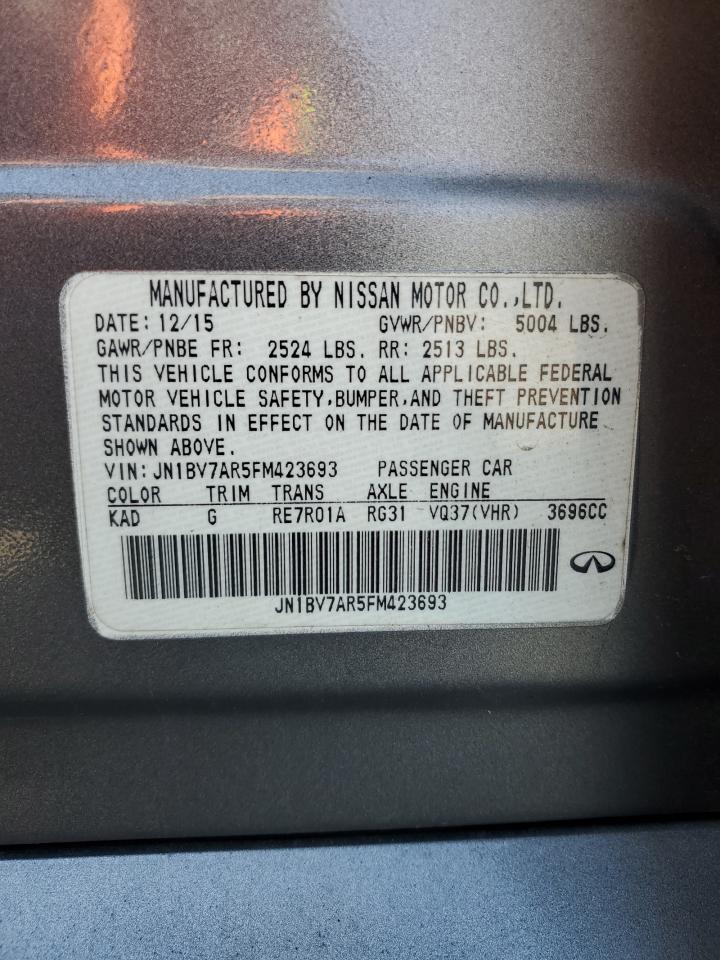 MANUFACTURED BY NISSAN MOTOR CO.,LTD.
DATE: 12/15 GVWR/PNBV: 5004 LBS.
GAWR/PNBE FR: 2524 LBS. RR: 2513 LBS.
THIS VEHICLE CONFORMS TO ALL APPLICABLE FEDERAL
MOTOR VEHICLE SAFETY,BUMPER,AND THEFT PREVENTION
STANDARDS IN EFFECT ON THE DATE OF MANUFACTURE
SHOWN ABOVE.
VIN: JN1BV7AR5FM423693 PASSENGER CAR
COLOR TRIM TRANS AXLE ENGINE
KAD G RE7R01A RG31 VQ37(VHR) 3696CC
JN1BV7AR5FM423693